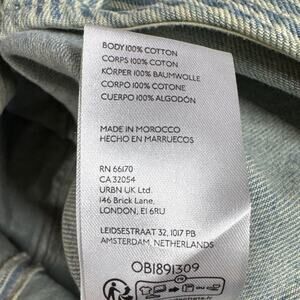 BODY 100% COTTON
CORPS 100% COTON
KÖRPER 100% BAUMWOLLE
CORPO 100% COTONE
CUERPO 100% ALGODÓN
MADE IN MOROCCO
HECHO EN MARRUECOS
RN 66170
CA 32054
URBN UK Ltd.
146 Brick Lane,
LONDON, E1 6RU
LEIDSESTRAAT 32, 1017 PB
AMSTERDAM, NETHERLANDS
OB1891309